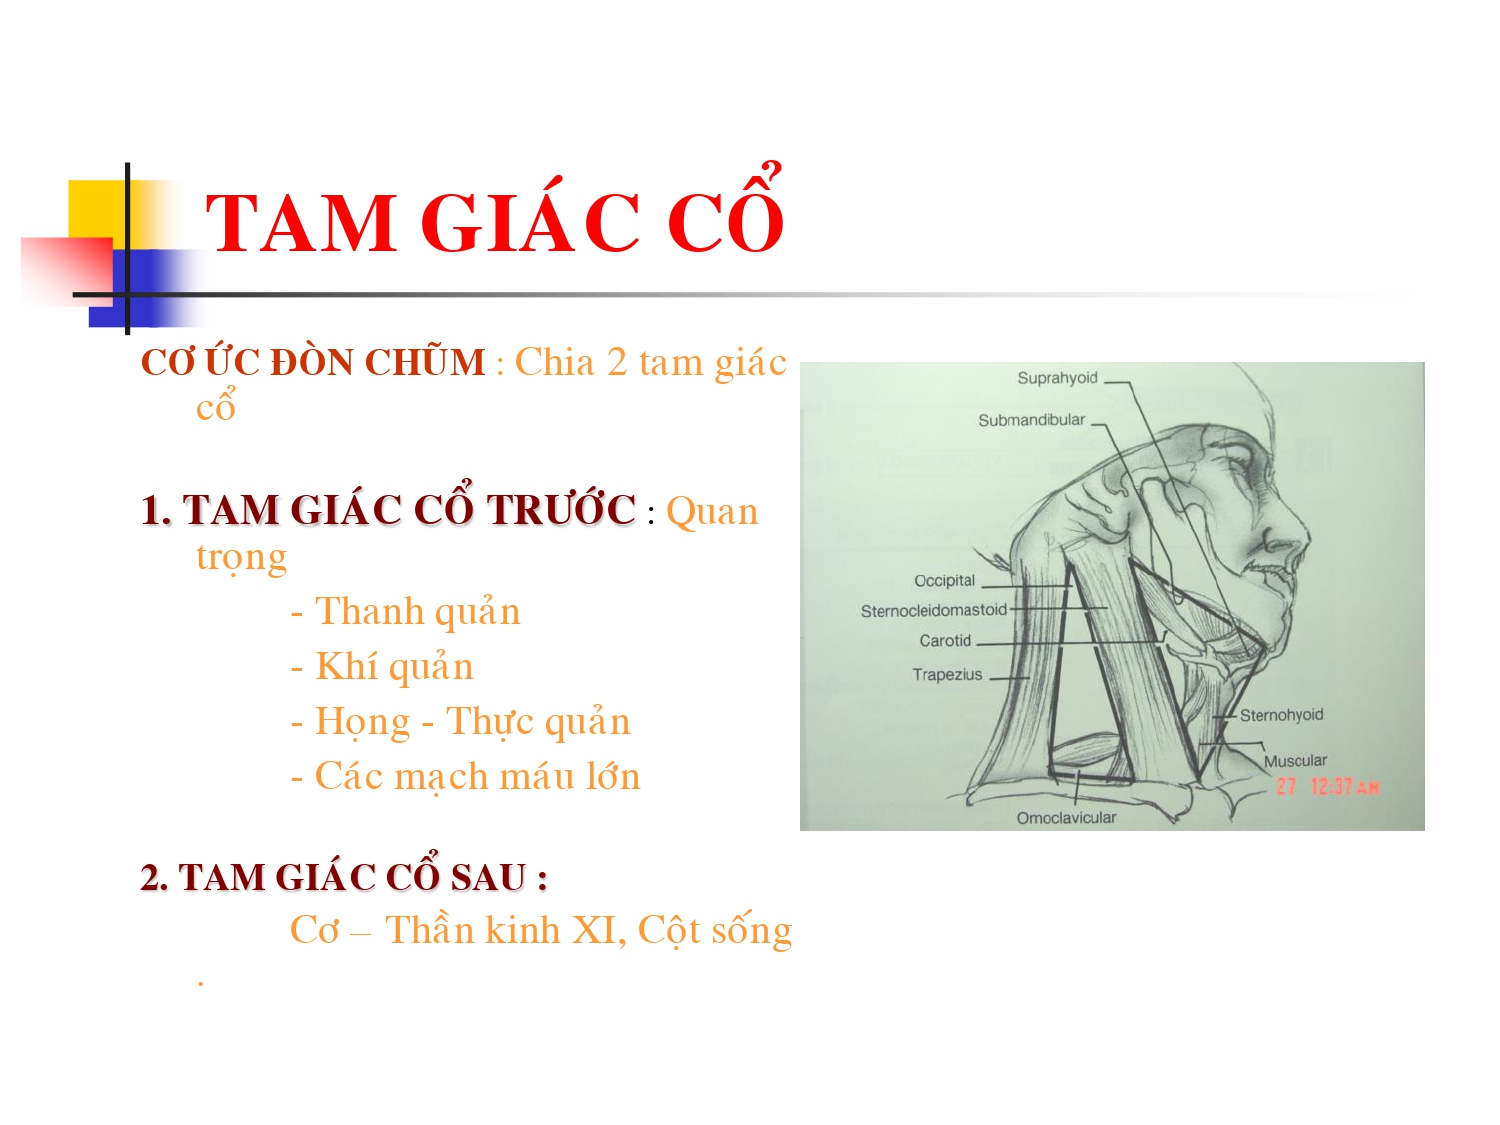 TAM GIÁC CỔ
CƠ ỨC ĐÒN CHŨM : Chia 2 tam giác
cổ
1. TAM GIÁC CỔ TRƯỚC : Quan
trọng
- Thanh quản
- Khí quản
- Họng - Thực quản
- Các mạch máu lớn
2. TAM GIÁC CỔ SAU :
Cơ – Thần kinh XI, Cột sống
.
Suprahyoid
Submandibular
Occipital
Sternocleidomastoid
Carotid
Trapezius
Sternohyoid
Muscular
27 12:37 AM
Omoclavicular